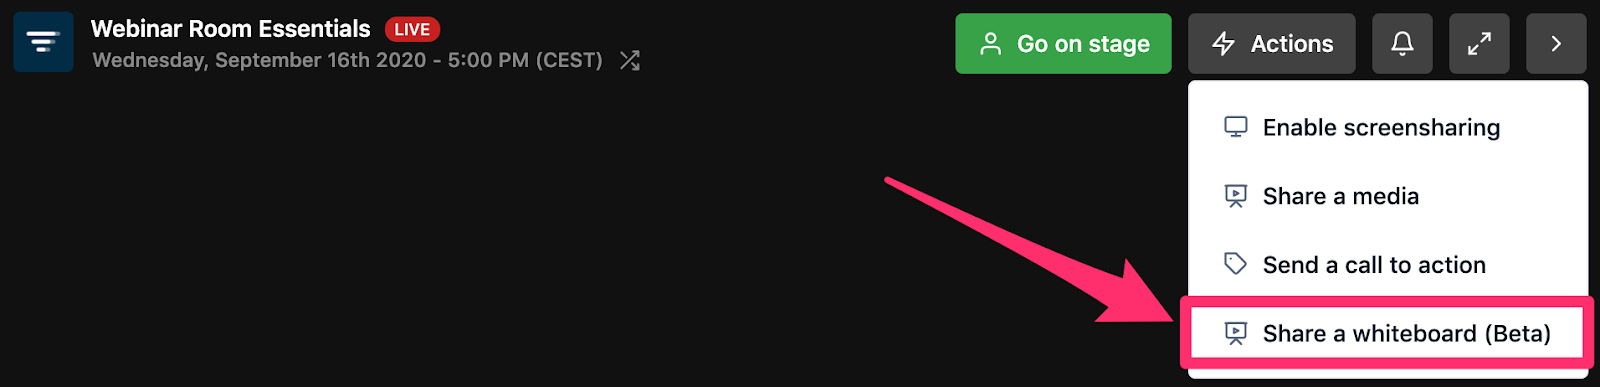 Webinar Room Essentials LIVE
Wednesday, September 16th 2020 - 5:00 PM (CEST)
Go on stage
Actions
Enable screensharing
Share a media
Send a call to action
Share a whiteboard (Beta)